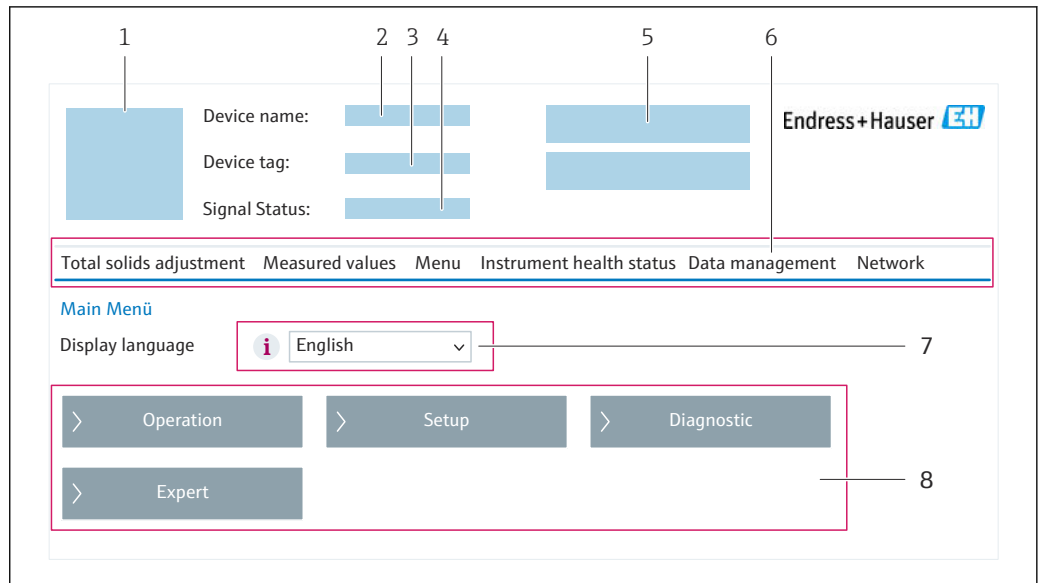 1 2 3 4 5 6
Device name:
Endress+Hauser EH
Device tag:
Signal Status:
Total solids adjustment Measured values Menu Instrument health status Data management Network
Main Menü
Display language i English 7
Operation Setup Diagnostic
Expert 8